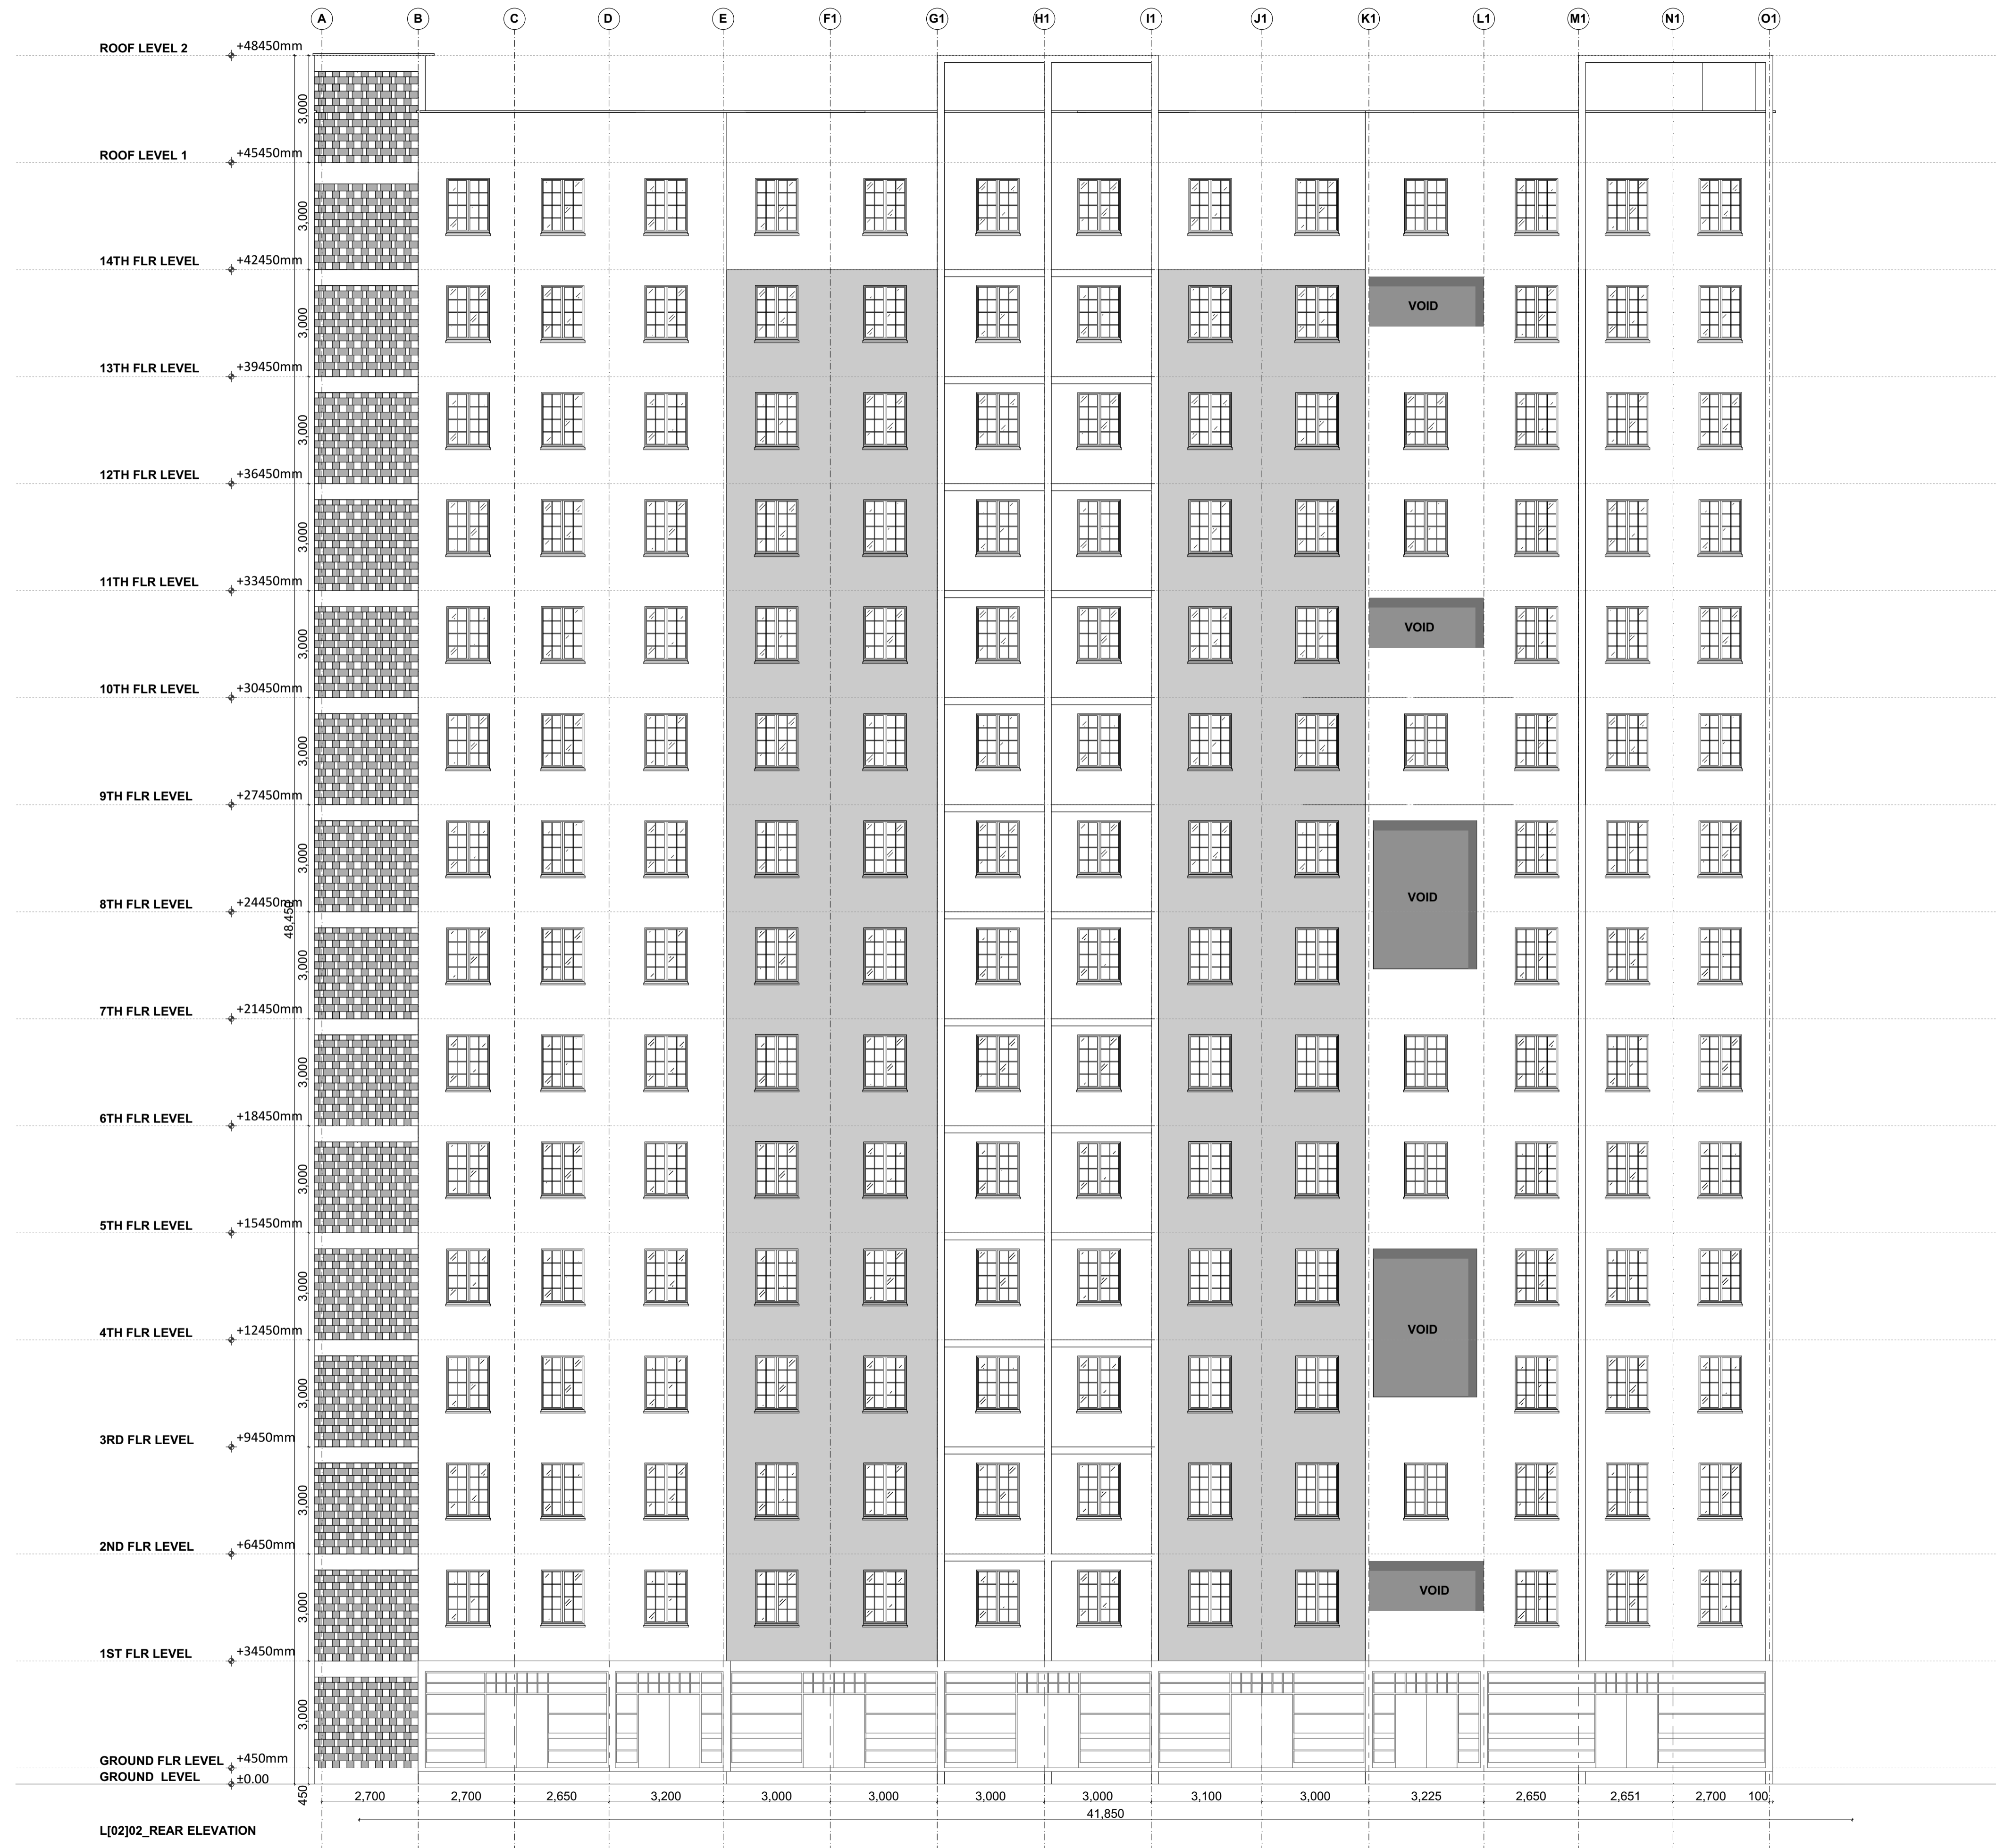 A B C D E F1 G1 H1 I1 J1 K1 L1 M1 N1 O1
ROOF LEVEL 2 +48450mm
3,000
ROOF LEVEL 1 +45450mm
3,000
14TH FLR LEVEL +42450mm
VOID
3,000
13TH FLR LEVEL +39450mm
3,000
12TH FLR LEVEL +36450mm
3,000
11TH FLR LEVEL +33450mm
VOID
3,000
10TH FLR LEVEL +30450mm
3,000
9TH FLR LEVEL +27450mm
3,000
VOID
8TH FLR LEVEL +24450mm
48,450
3,000
7TH FLR LEVEL +21450mm
3,000
6TH FLR LEVEL +18450mm
3,000
5TH FLR LEVEL +15450mm
3,000
VOID
4TH FLR LEVEL +12450mm
3,000
3RD FLR LEVEL +9450mm
3,000
2ND FLR LEVEL +6450mm
VOID
3,000
1ST FLR LEVEL +3450mm
3,000
GROUND FLR LEVEL +450mm
GROUND LEVEL ±0.00
450
2,700 2,700 2,650 3,200 3,000 3,000 3,000 3,000 3,100 3,000 3,225 2,650 2,651 2,700 100
41,850
L[02]02_REAR ELEVATION